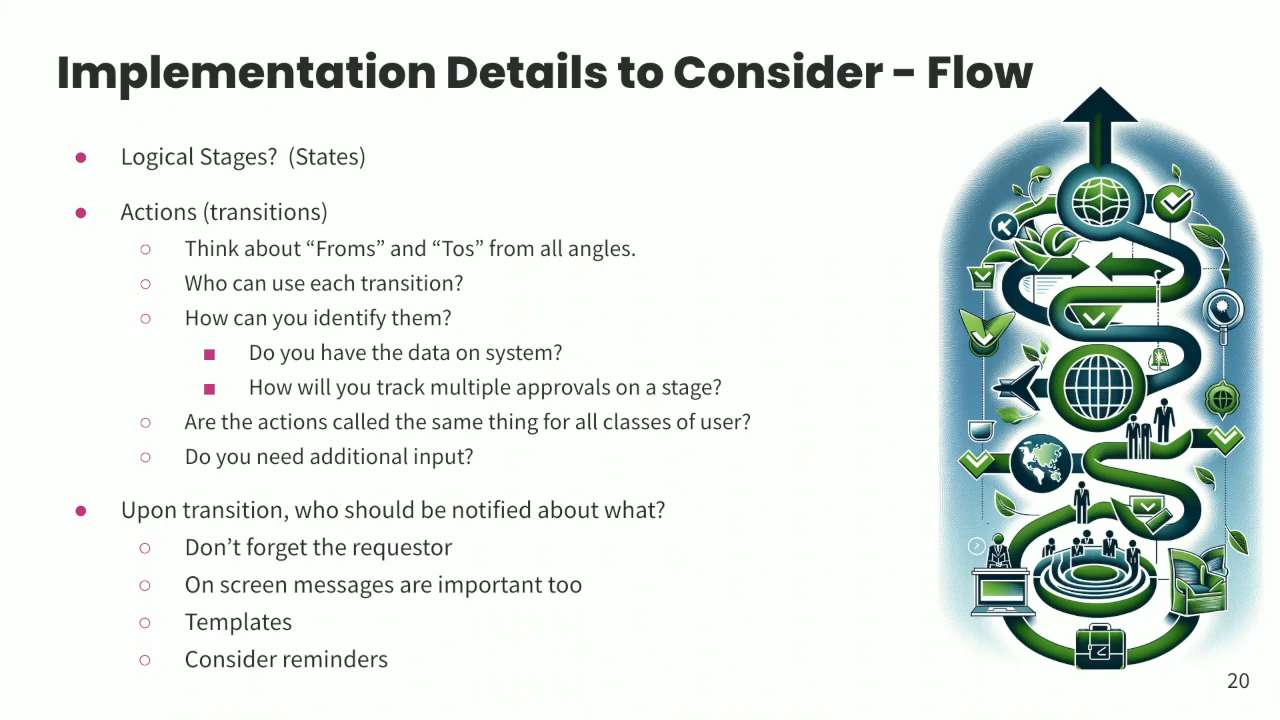 Implementation Details to Consider – Flow
● Logical Stages?  (States)
● Actions (transitions)
○ Think about “Froms” and “Tos” from all angles.
○ Who can use each transition?
○ How can you identify them?
■ Do you have the data on system?
■ How will you track multiple approvals on a stage?
○ Are the actions called the same thing for all classes of user?
○ Do you need additional input?
● Upon transition, who should be notified about what?
○ Don’t forget the requestor
○ On screen messages are important too
○ Templates
○ Consider reminders
20